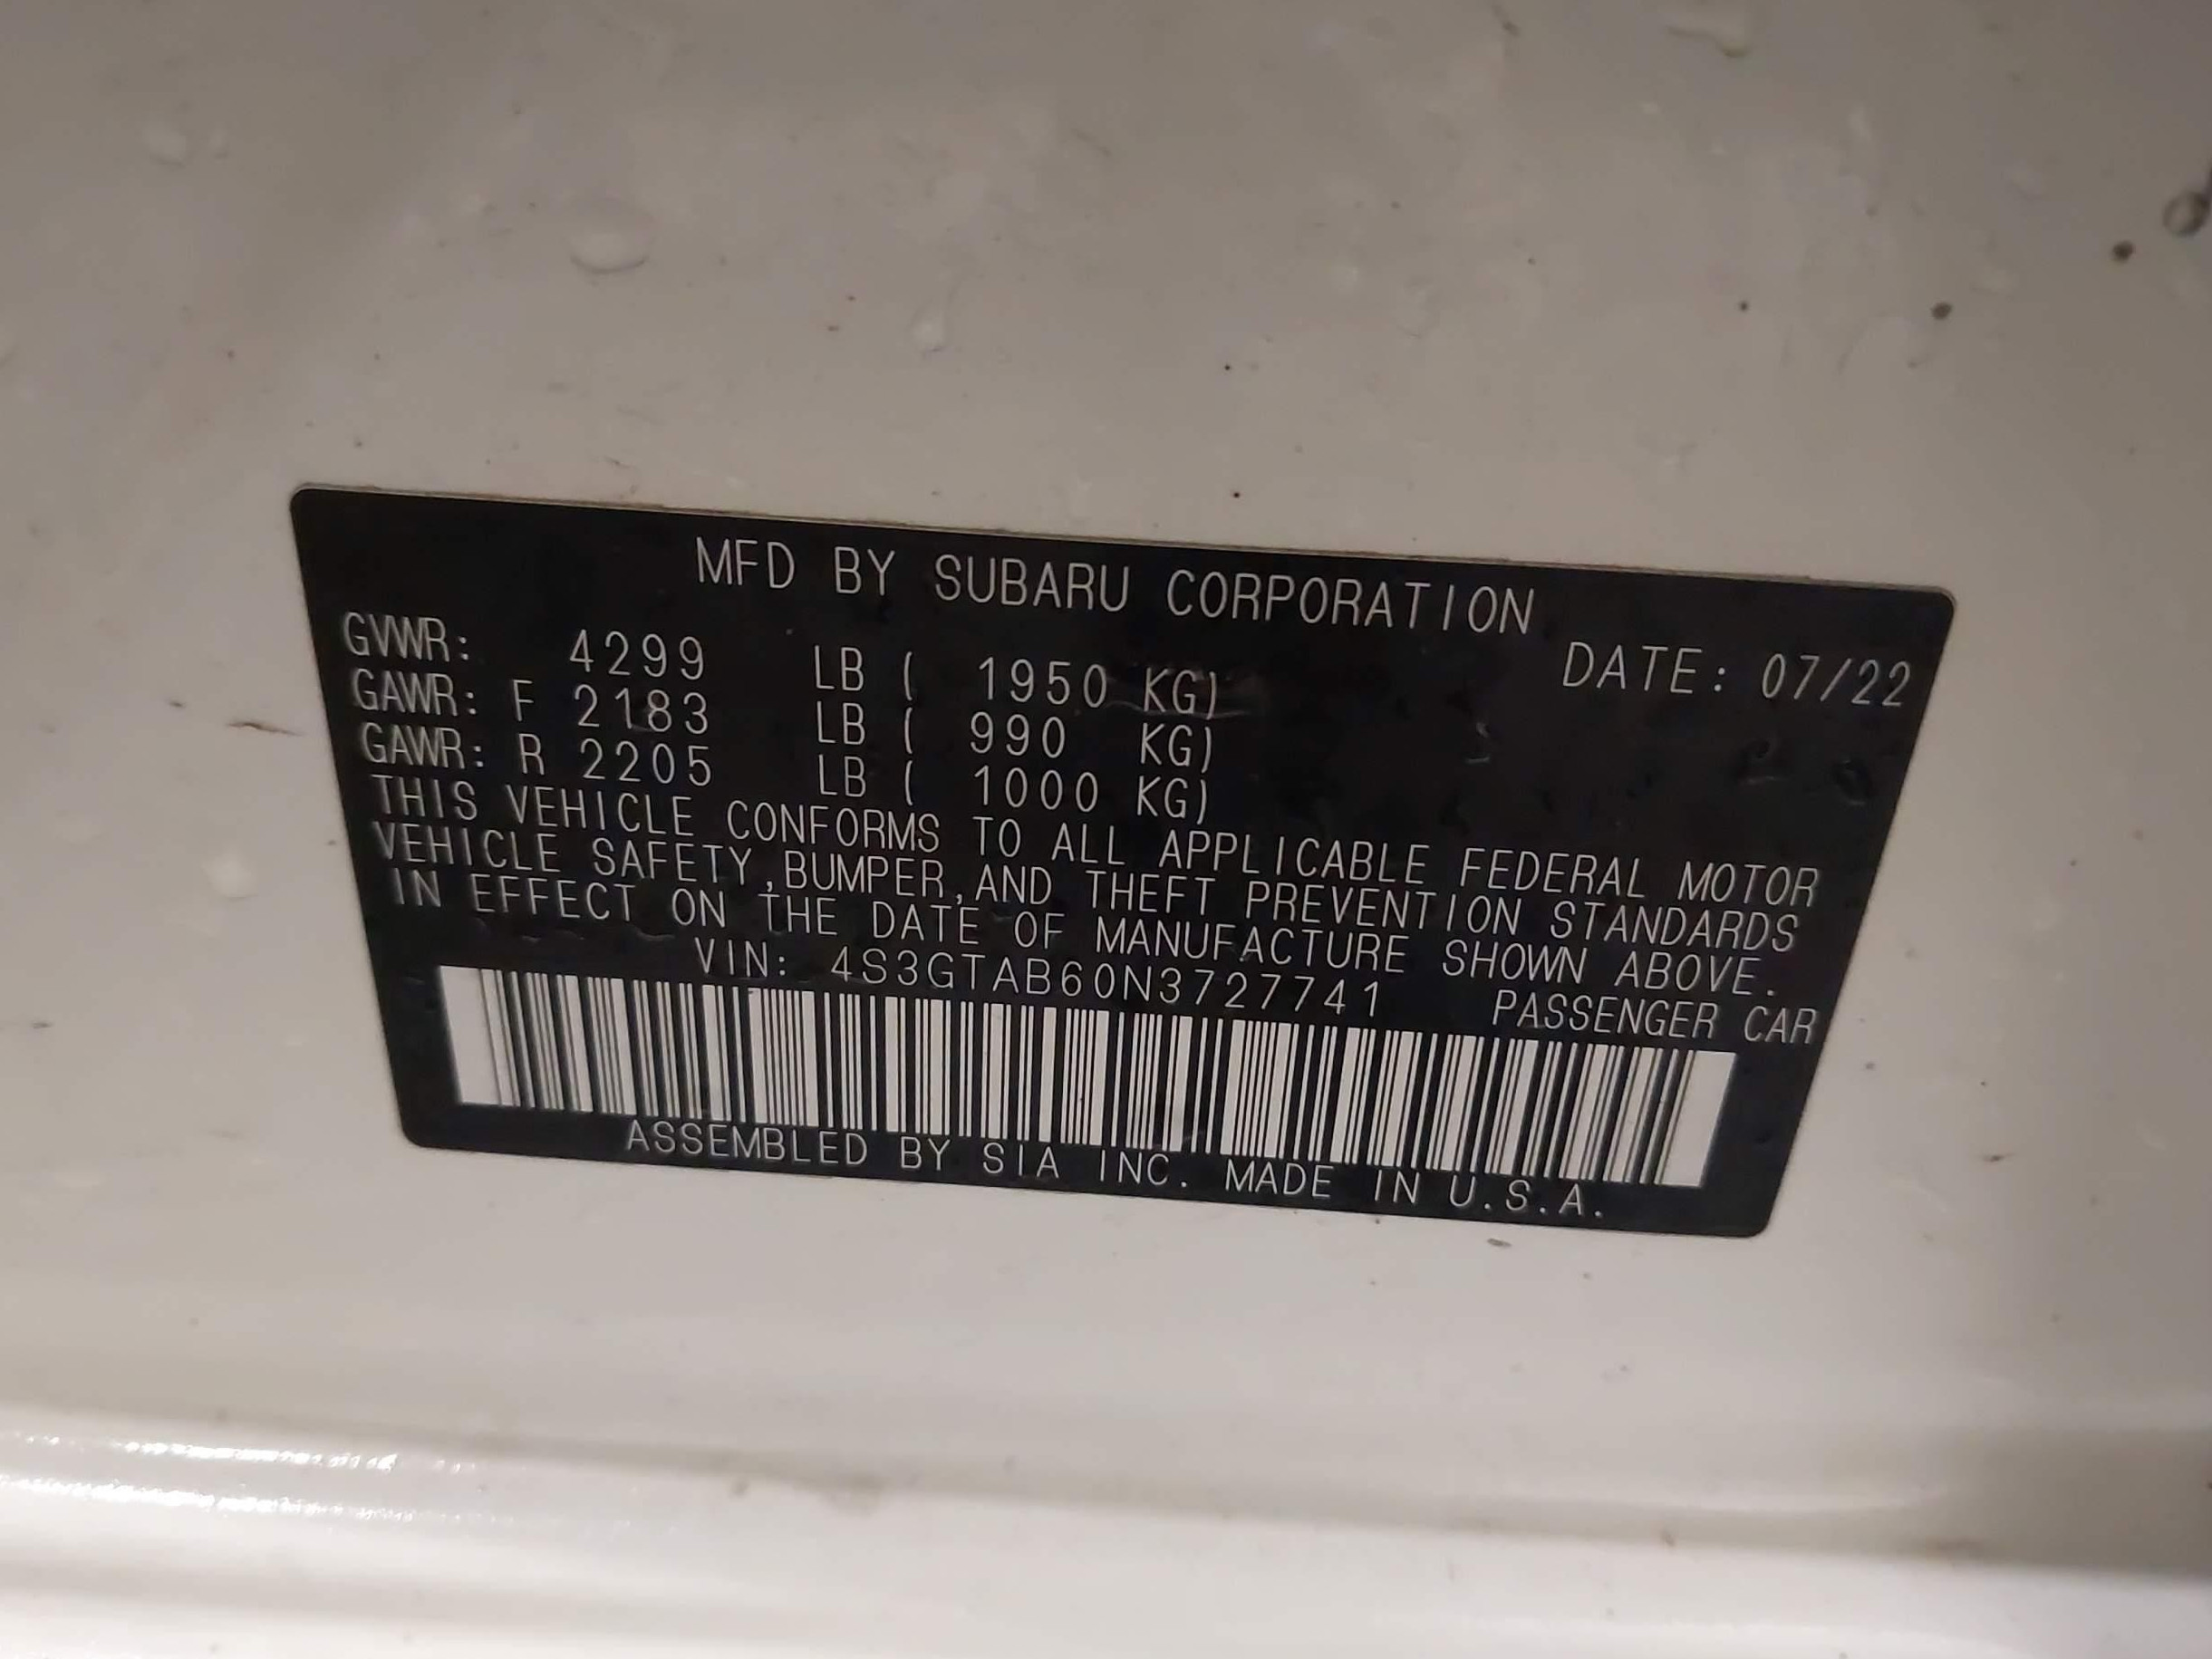 MFD BY SUBARU CORPORATION
GVWR: 4299 LB ( 1950 KG) DATE: 07/22
GAWR: F 2183 LB ( 990 KG)
GAWR: R 2205 LB ( 1000 KG)
THIS VEHICLE CONFORMS TO ALL APPLICABLE FEDERAL MOTOR
VEHICLE SAFETY,BUMPER,AND THEFT PREVENTION STANDARDS
IN EFFECT ON THE DATE OF MANUFACTURE SHOWN ABOVE.
VIN: 4S3GTAB60N3727741 PASSENGER CAR
ASSEMBLED BY SIA INC. MADE IN U.S.A.